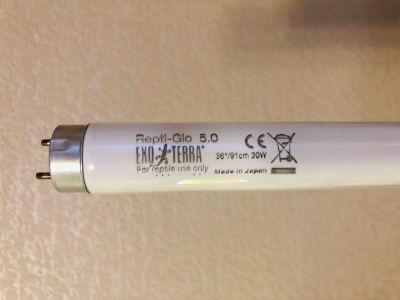 Repti-Glo 5.0
EXO TERRA
For reptile use only
CE
36"/91cm 30W
Made in Japan